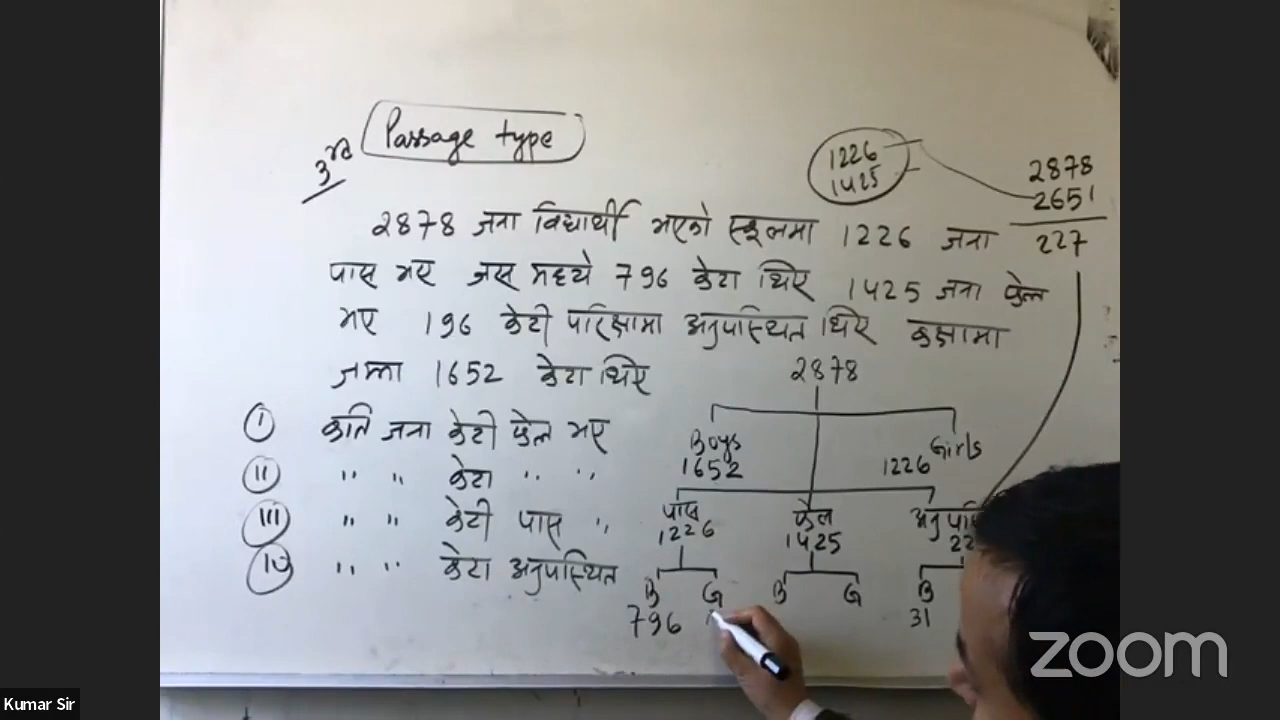 3rd Passage type
1226
1425
2878
2651
227
2878 जना विद्यार्थी भएको स्कूलमा 1226 जना
पास भए जस मध्ये 796 केटा थिए 1425 जना फेल
भए 196 केटी परिक्षामा अनुपस्थित थिए कक्षामा
जम्मा 1652 केटा थिए
2878
i कति जना केटी फेल भए
ii " " केटा " "
iii " " केटी पास "
iv " " केटा अनुपस्थित
Boys Girls
1652 1226
पास फेल
1226 1425 22
B G B G B
796 31
zoom
Kumar Sir